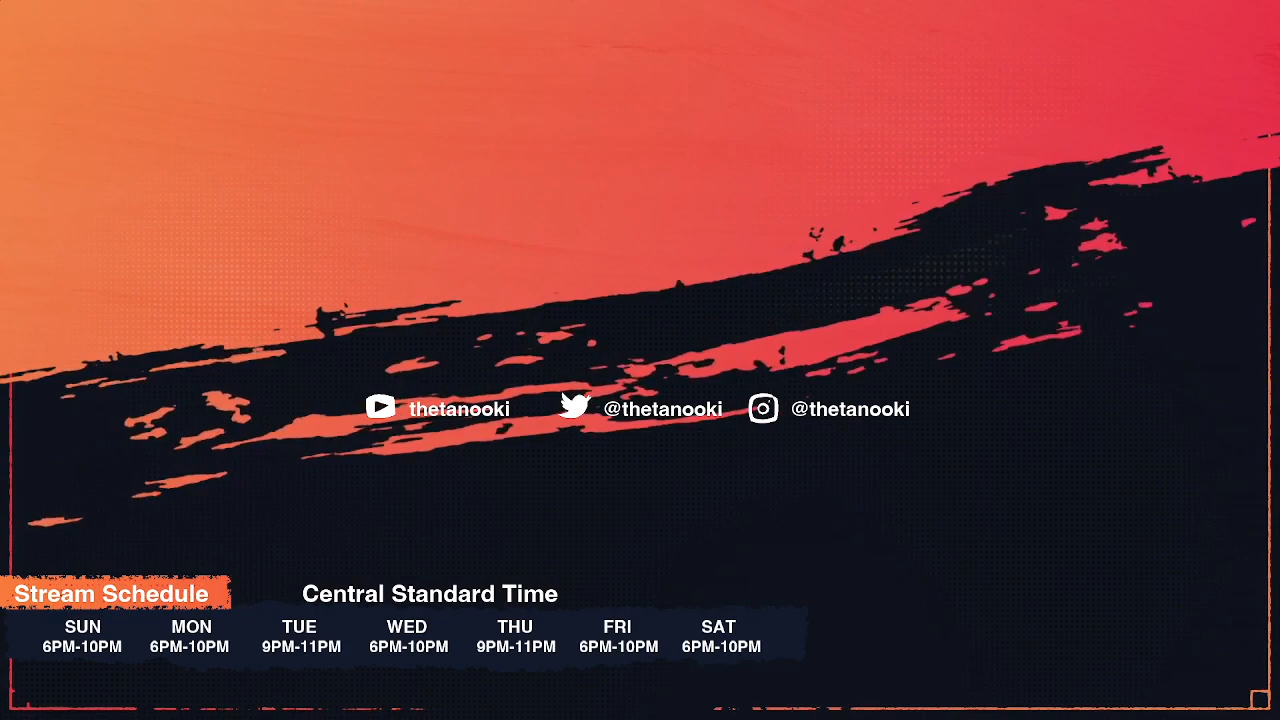 thetanooki @thetanooki @thetanooki
Stream Schedule Central Standard Time
SUN MON TUE WED THU FRI SAT
6PM-10PM 6PM-10PM 9PM-11PM 6PM-10PM 9PM-11PM 6PM-10PM 6PM-10PM